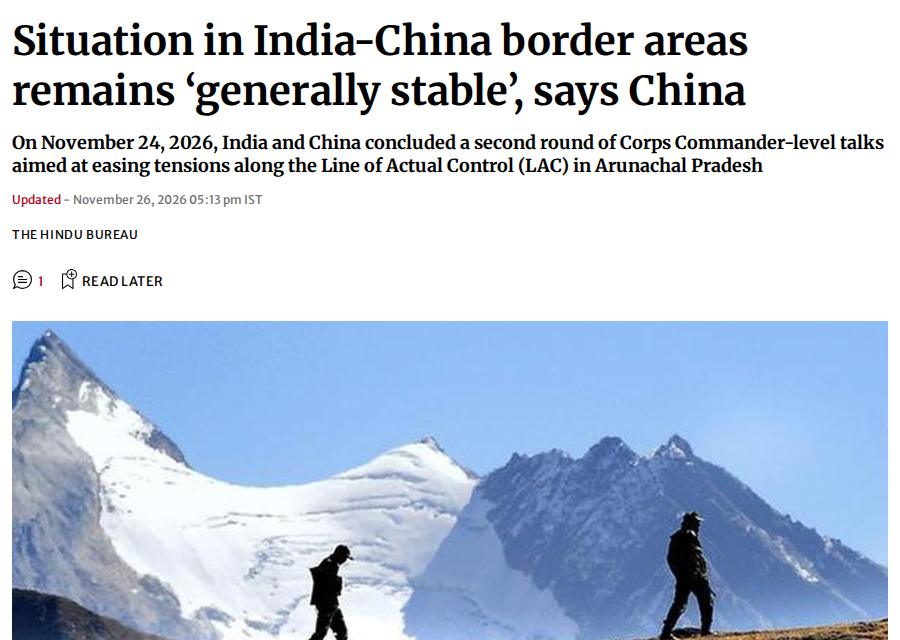 Situation in India-China border areas
remains ‘generally stable’, says China
On November 24, 2026, India and China concluded a second round of Corps Commander-level talks
aimed at easing tensions along the Line of Actual Control (LAC) in Arunachal Pradesh
Updated - November 26, 2026 05:13 pm IST
THE HINDU BUREAU
1 READ LATER